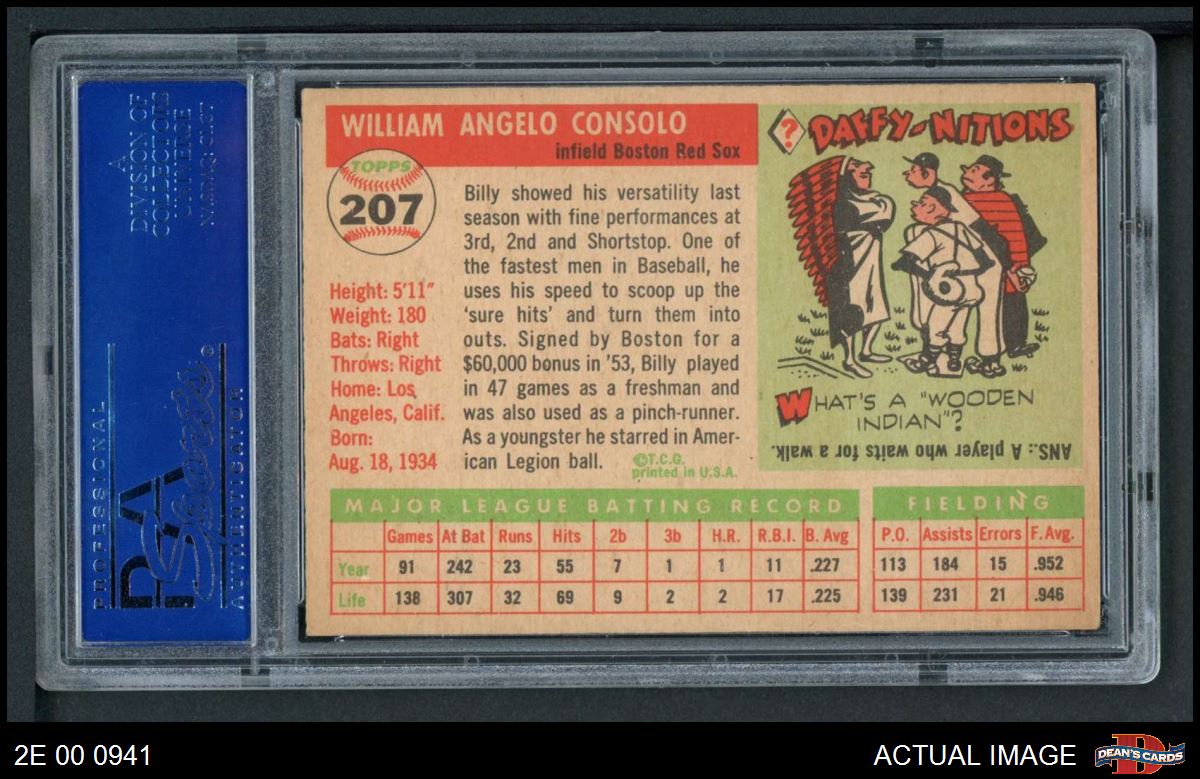 A
DIVISION OF
COLLECTORS
UNIVERSE
NASDAQ: CLCT
PROFESSIONAL
PSA
Sports
AUTHENTICATOR
®
WILLIAM ANGELO CONSOLO
infield Boston Red Sox
TOPPS
207
Height: 5'11"
Weight: 180
Bats: Right
Throws: Right
Home: Los
Angeles, Calif.
Born:
Aug. 18, 1934
Billy showed his versatility last
season with fine performances at
3rd, 2nd and Shortstop. One of
the fastest men in Baseball, he
uses his speed to scoop up the
'sure hits' and turn them into
outs. Signed by Boston for a
$60,000 bonus in '53, Billy played
in 47 games as a freshman and
was also used as a pinch-runner.
As a youngster he starred in Amer-
ican Legion ball.
©T.C.G.
printed in U.S.A.
? DAFFY-NITIONS
6
WHAT'S A "WOODEN
INDIAN"?
ANS.: A player who waits for a walk.
MAJOR LEAGUE BATTING RECORD
Games At Bat Runs Hits 2b 3b H.R. R.B.I. B. Avg
Year 91 242 23 55 7 1 1 11 .227
Life 138 307 32 69 9 2 2 17 .225
FIELDING
P.O. Assists Errors F. Avg.
113 184 15 .952
139 231 21 .946
2E 00 0941
ACTUAL IMAGE
D
DEAN'S CARDS